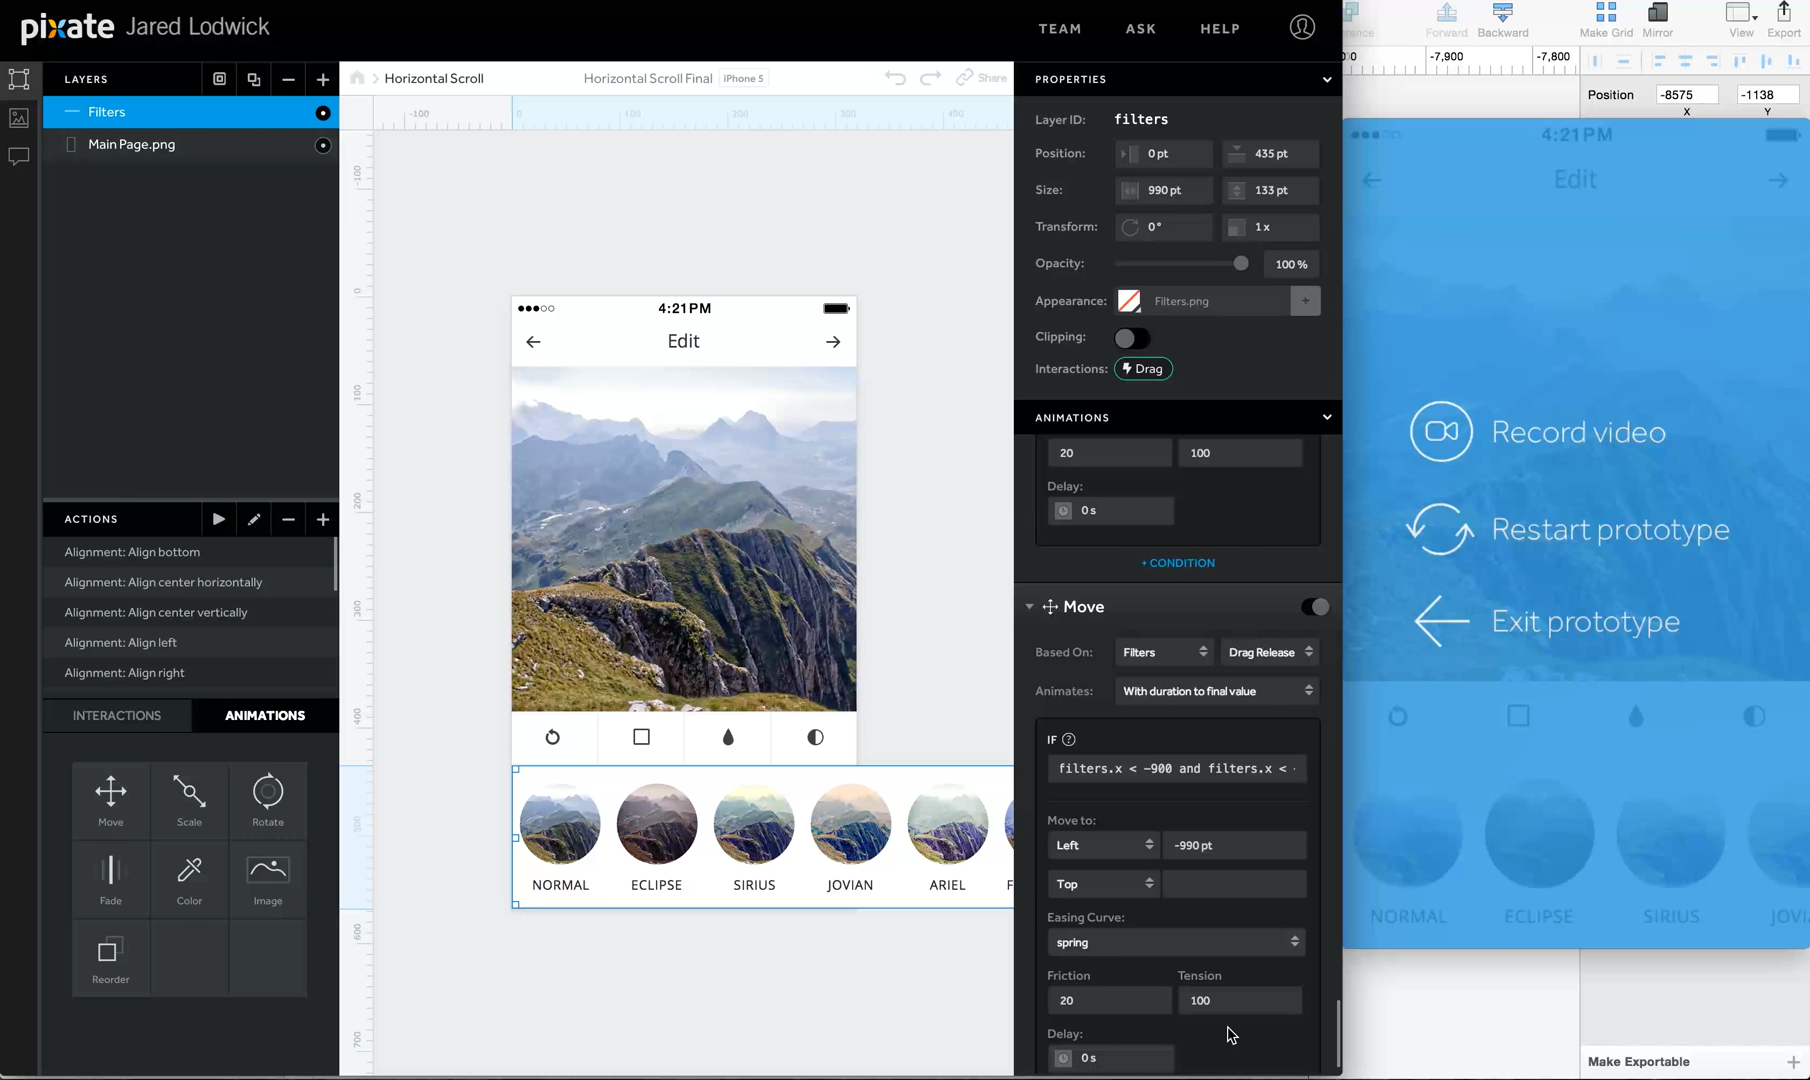 pixate Jared Lodwick
TEAM
ASK
HELP
Forward
Backward
Make Grid
Mirror
View
Export
-7,900
-7,800
LAYERS
Filters
Main Page.png
Horizontal Scroll
Horizontal Scroll Final
iPhone 5
Share
-100
0
100
200
300
400
PROPERTIES
Layer ID:
filters
Position:
0 pt
435 pt
Size:
990 pt
133 pt
Transform:
0°
1 x
Opacity:
100 %
Appearance:
Filters.png
Clipping:
Interactions:
Drag
Position
-8575
-1138
X
Y
4:21PM
Edit
Record video
Restart prototype
Exit prototype
NORMAL
ECLIPSE
SIRIUS
JOVI
-100
0
100
200
300
400
500
600
700
4:21PM
Edit
NORMAL
ECLIPSE
SIRIUS
JOVIAN
ARIEL
F
ANIMATIONS
20
100
Delay:
0 s
+ CONDITION
Move
Based On:
Filters
Drag Release
Animates:
With duration to final value
IF
filters.x < -900 and filters.x < -
Move to:
Left
-990 pt
Top
Easing Curve:
spring
Friction
Tension
20
100
Delay:
0 s
ACTIONS
Alignment: Align bottom
Alignment: Align center horizontally
Alignment: Align center vertically
Alignment: Align left
Alignment: Align right
INTERACTIONS
ANIMATIONS
Move
Scale
Rotate
Fade
Color
Image
Reorder
Make Exportable